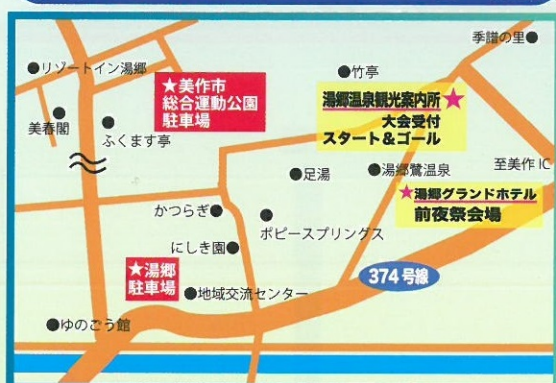 季譜の里
リゾートイン湯郷
竹亭
★美作市
総合運動公園
駐車場
湯郷温泉観光案内所★
大会受付
スタート&ゴール
美春閣
ふくます亭
足湯
湯郷鷺温泉
至美作IC
★湯郷グランドホテル
前夜祭会場
かつらぎ
ポピースプリングス
にしき園
★湯郷
駐車場
地域交流センター
374号線
ゆのごう館